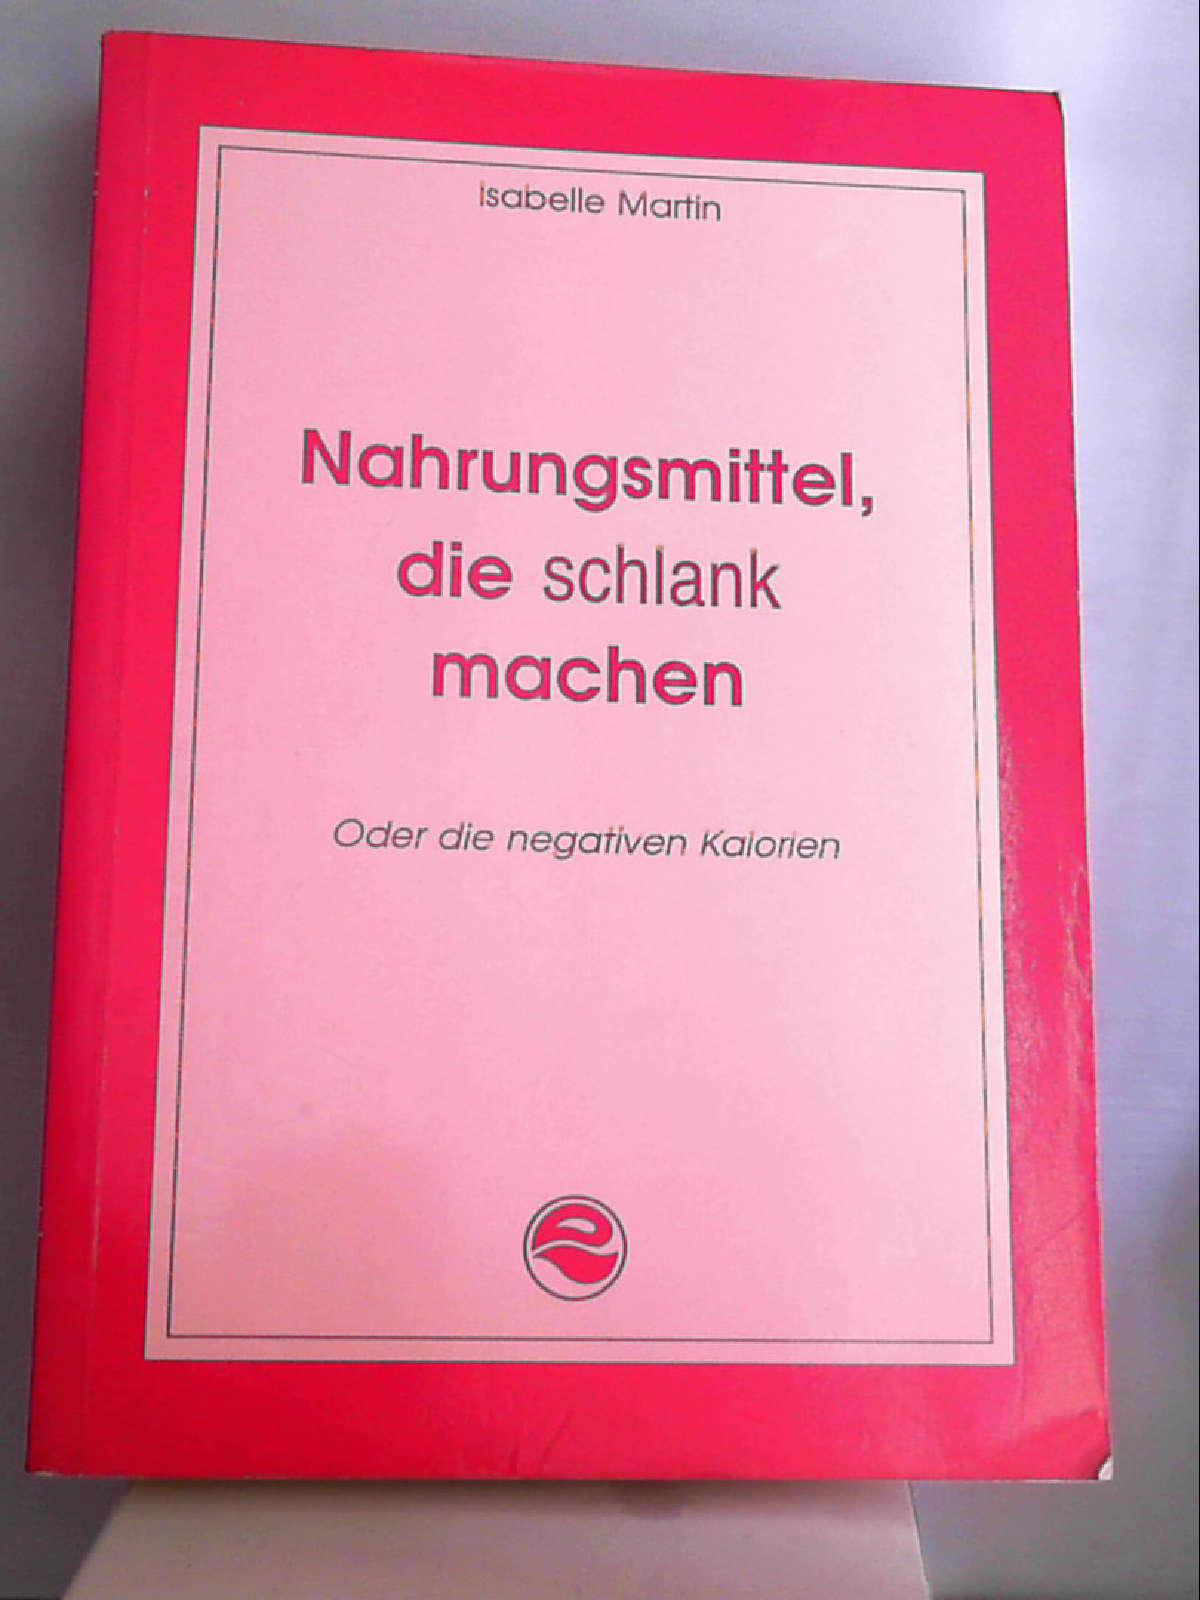 Isabelle Martin
Nahrungsmittel,
die schlank
machen
Oder die negativen Kalorien